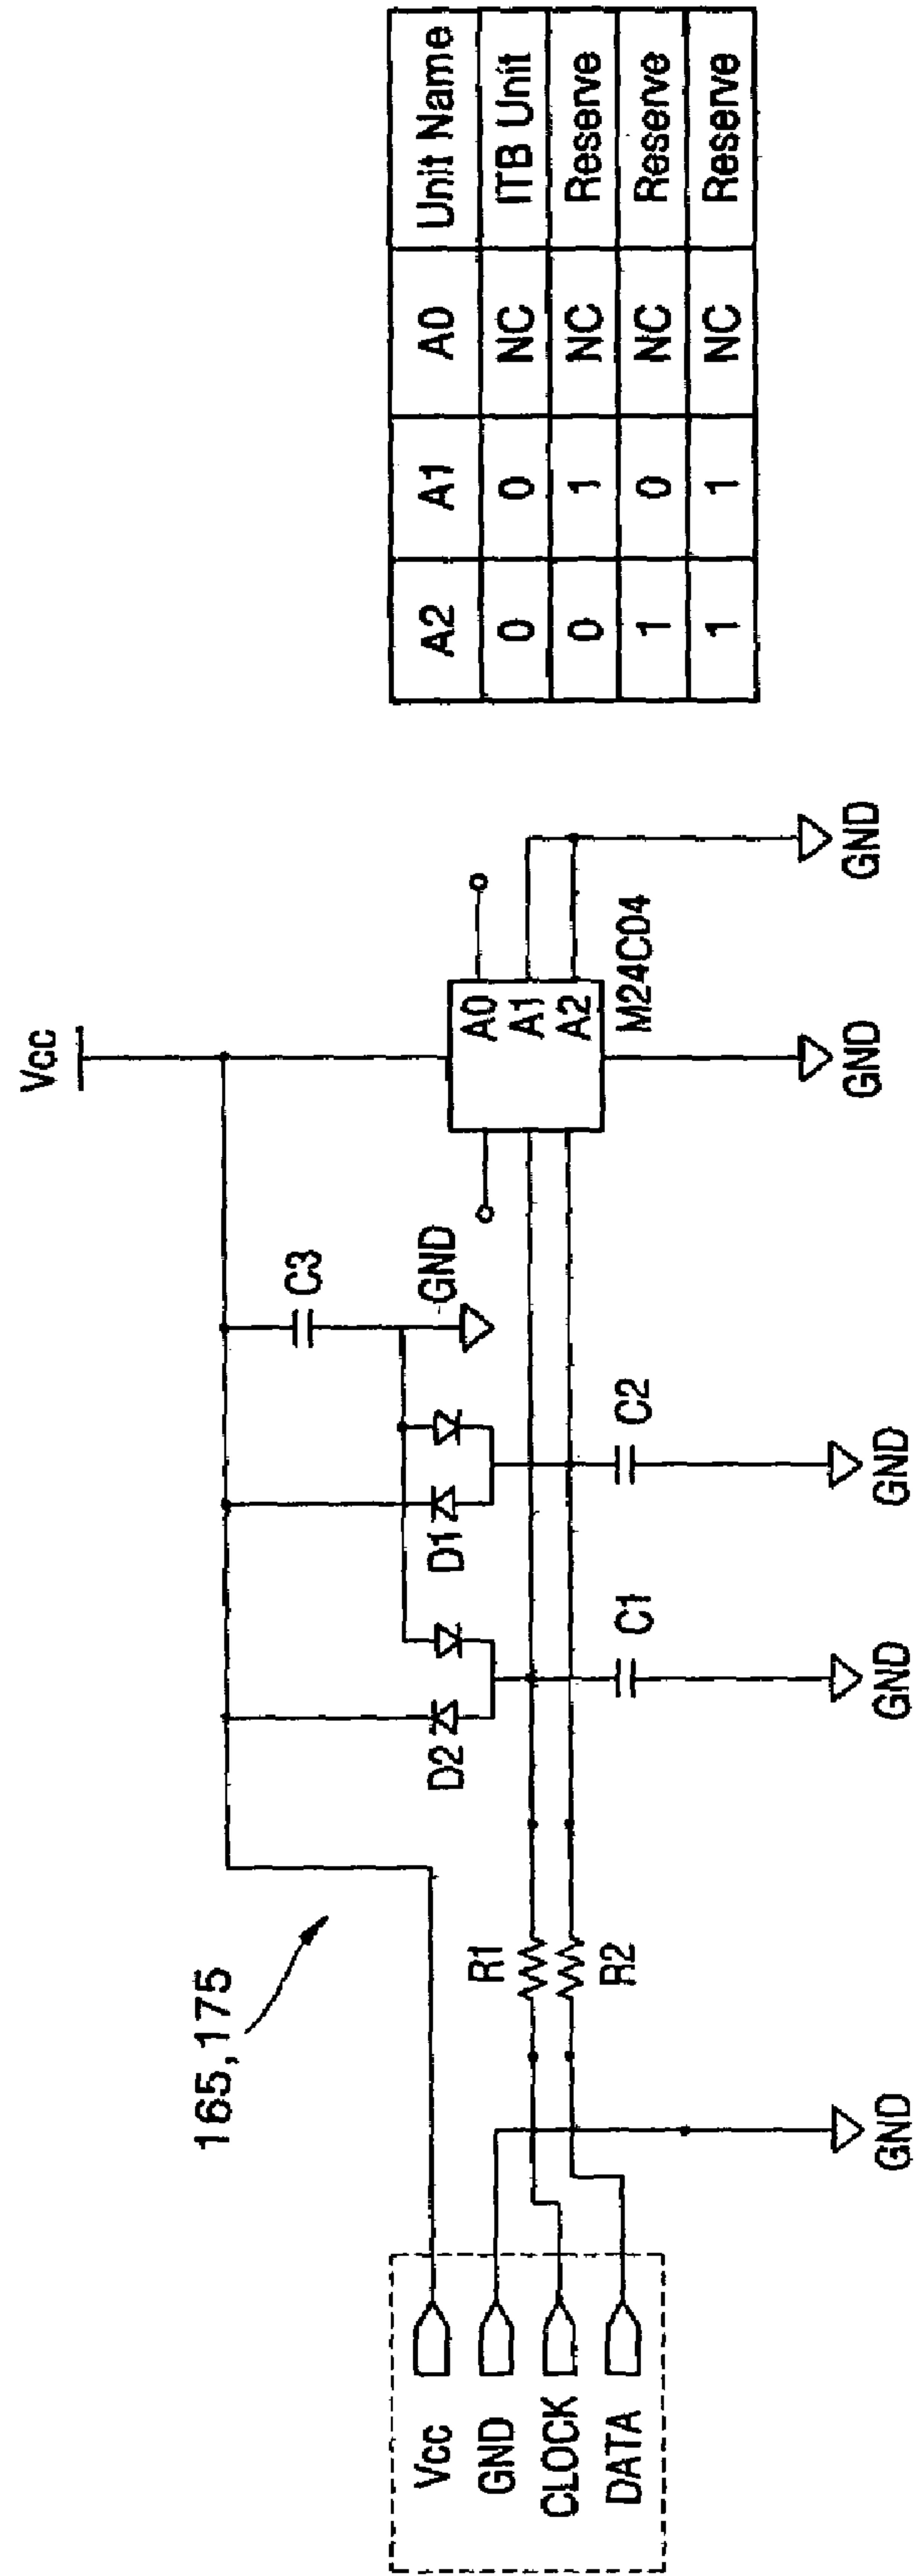 Vcc
165,175
C3
GND
D2
D1
Vcc
GND
CLOCK
DATA
R1
R2
C1
C2
A0
A1
A2
M24C04
GND
GND
GND
GND
GND
A2 A1 A0 Unit Name
0 0 NC ITB Unit
0 1 NC Reserve
1 0 NC Reserve
1 1 NC Reserve